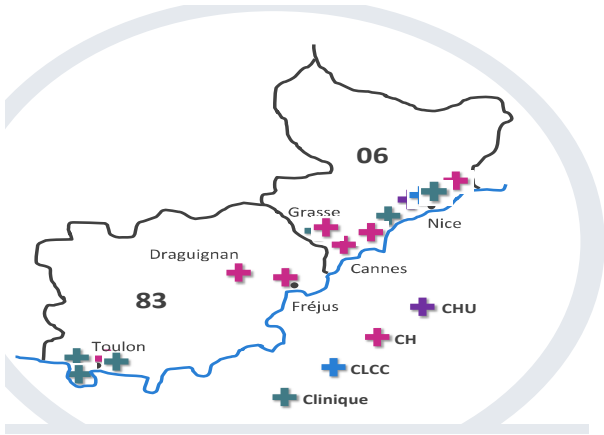 06
Grasse
Nice
Draguignan
Cannes
83
Fréjus
CHU
CH
Toulon
CLCC
Clinique